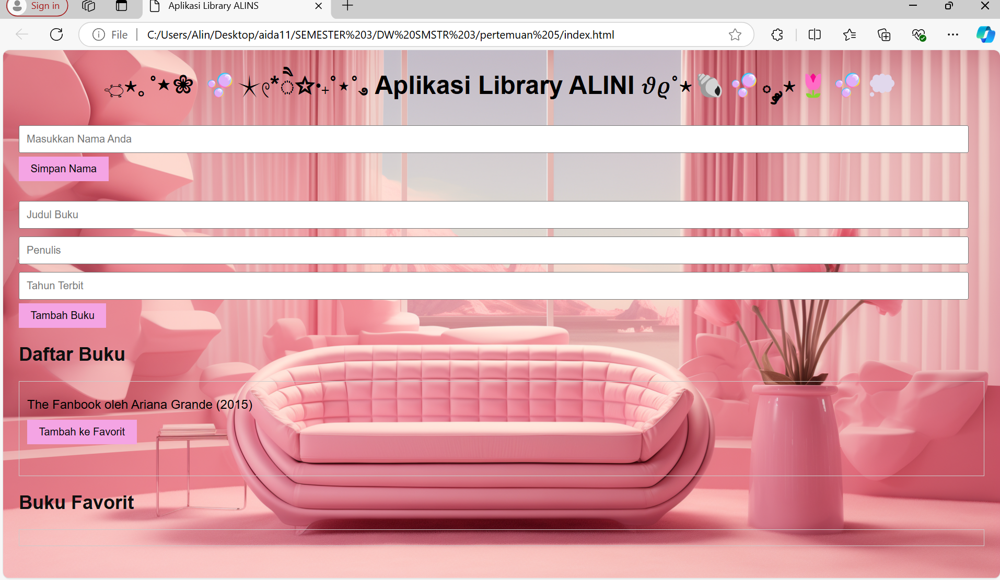 Sign in
Aplikasi Library ALINS
File
C:/Users/Alin/Desktop/aida11/SEMESTER%203/DW%20SMSTR%203/pertemuan%205/index.html
Aplikasi Library ALINI
Masukkan Nama Anda
Simpan Nama
Judul Buku
Penulis
Tahun Terbit
Tambah Buku
Daftar Buku
The Fanbook oleh Ariana Grande (2015)
Tambah ke Favorit
Buku Favorit